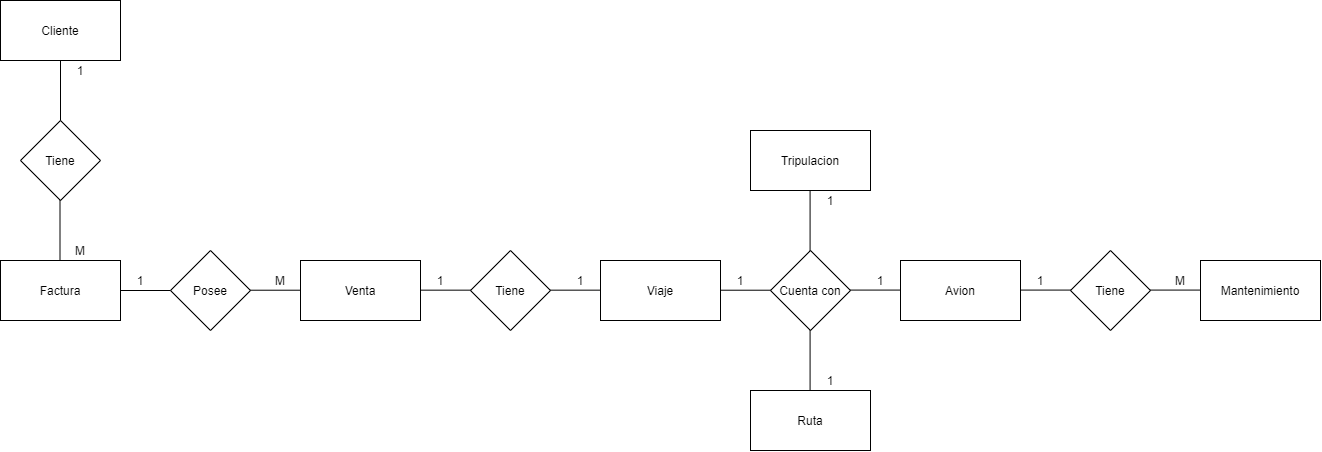 Cliente
1
Tiene
M
Factura
1
Posee
M
Venta
1
Tiene
1
Viaje
1
Cuenta con
1
Tripulacion
1
Ruta
1
Avion
1
Tiene
M
Mantenimiento